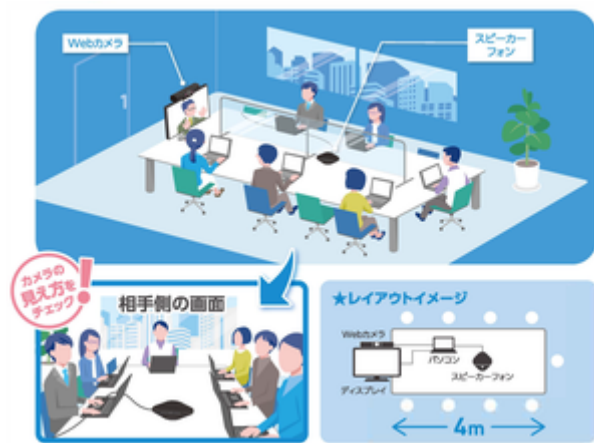 Webカメラ
スピーカー
フォン
カメラの
見え方を
チェック!
相手側の画面
★レイアウトイメージ
Webカメラ
パソコン
スピーカーフォン
ディスプレイ
4m